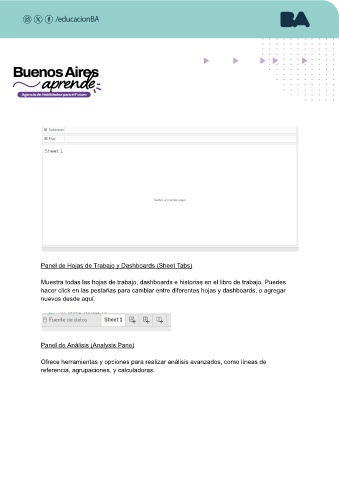 /educacionBA
BA
Buenos Aires
aprende
Agencia de Habilidades para el Futuro
Columnas
Filas
Sheet 1
Soltar un campo aquí
Panel de Hojas de Trabajo y Dashboards (Sheet Tabs)
Muestra todas las hojas de trabajo, dashboards e historias en el libro de trabajo. Puedes
hacer click en las pestañas para cambiar entre diferentes hojas y dashboards, o agregar
nuevos desde aquí.
Fuente de datos
Sheet 1
Panel de Análisis (Analysis Pane)
Ofrece herramientas y opciones para realizar análisis avanzados, como líneas de
referencia, agrupaciones, y calculadoras.